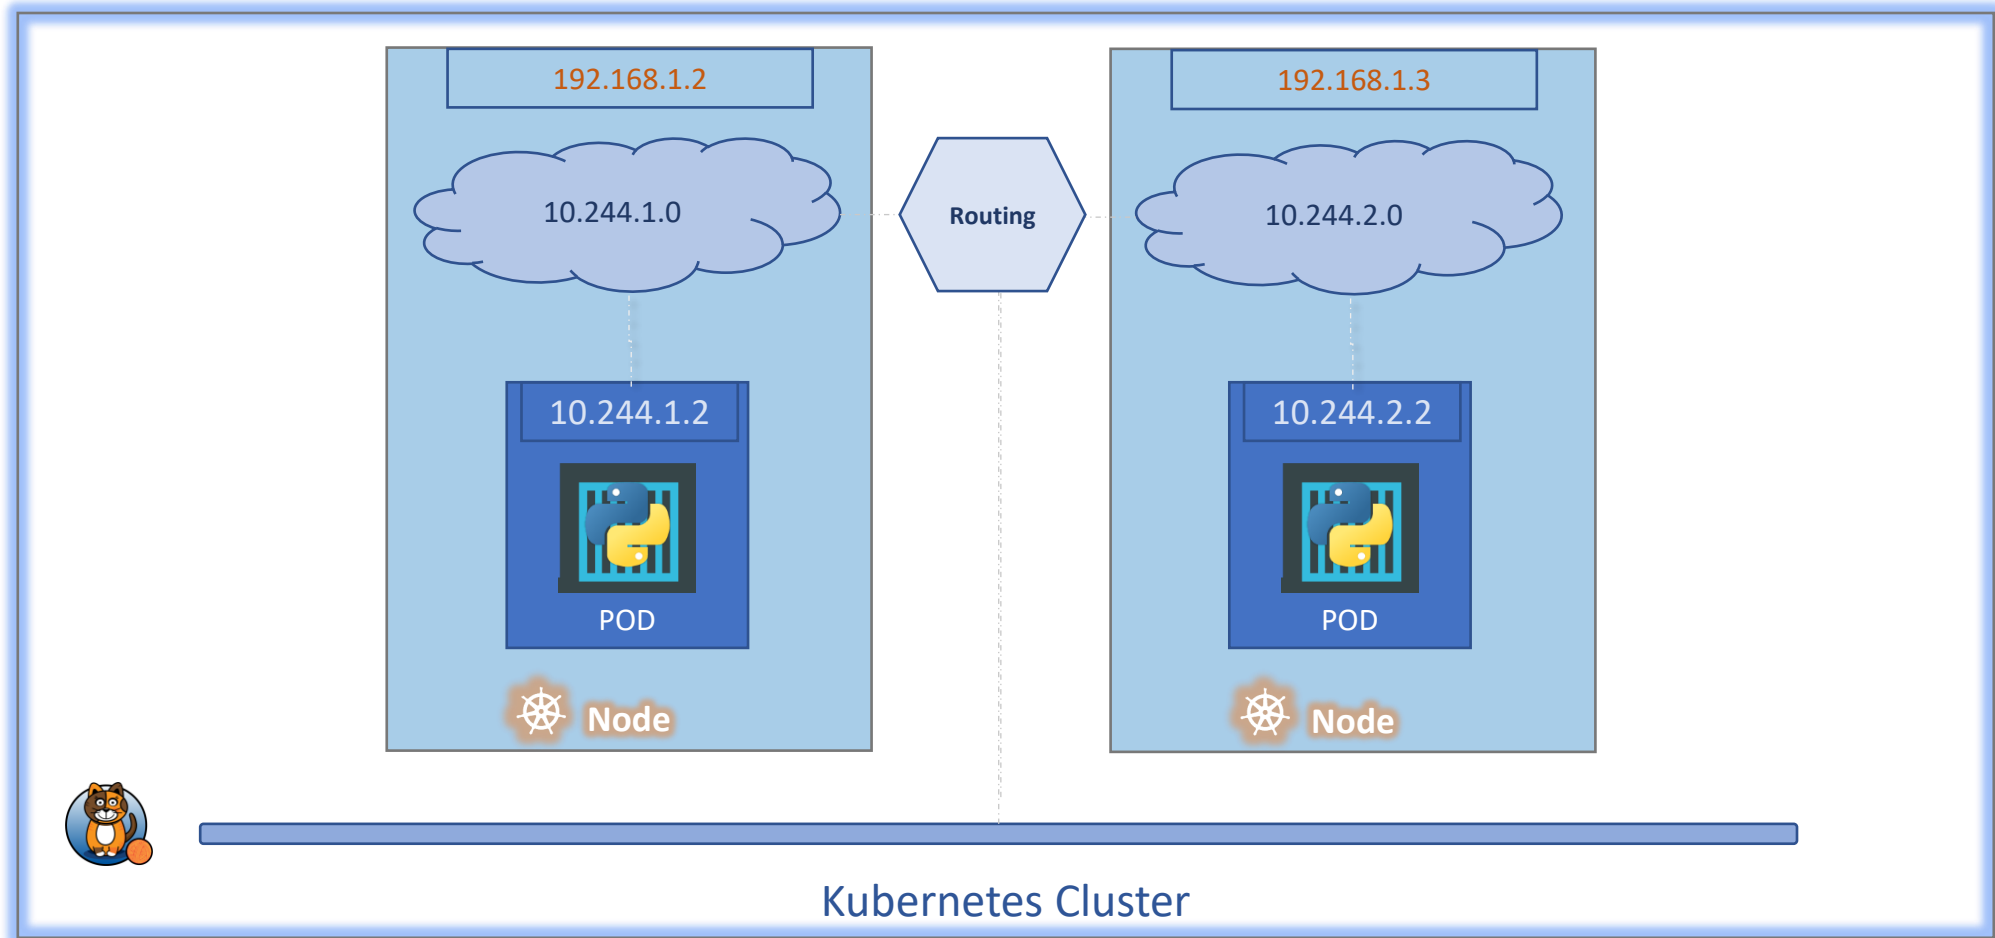 192.168.1.2
192.168.1.3
10.244.1.0
Routing
10.244.2.0
10.244.1.2
10.244.2.2
POD
POD
Node
Node
Kubernetes Cluster